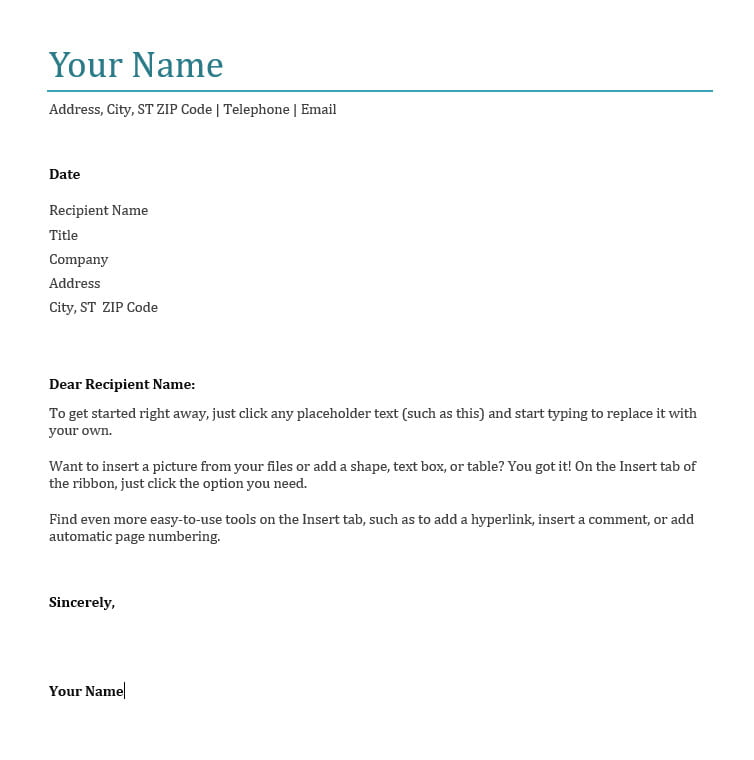 Your Name
Address, City, ST ZIP Code | Telephone | Email
Date
Recipient Name
Title
Company
Address
City, ST  ZIP Code
Dear Recipient Name:
To get started right away, just click any placeholder text (such as this) and start typing to replace it with
your own.
Want to insert a picture from your files or add a shape, text box, or table? You got it! On the Insert tab of
the ribbon, just click the option you need.
Find even more easy-to-use tools on the Insert tab, such as to add a hyperlink, insert a comment, or add
automatic page numbering.
Sincerely,
Your Name